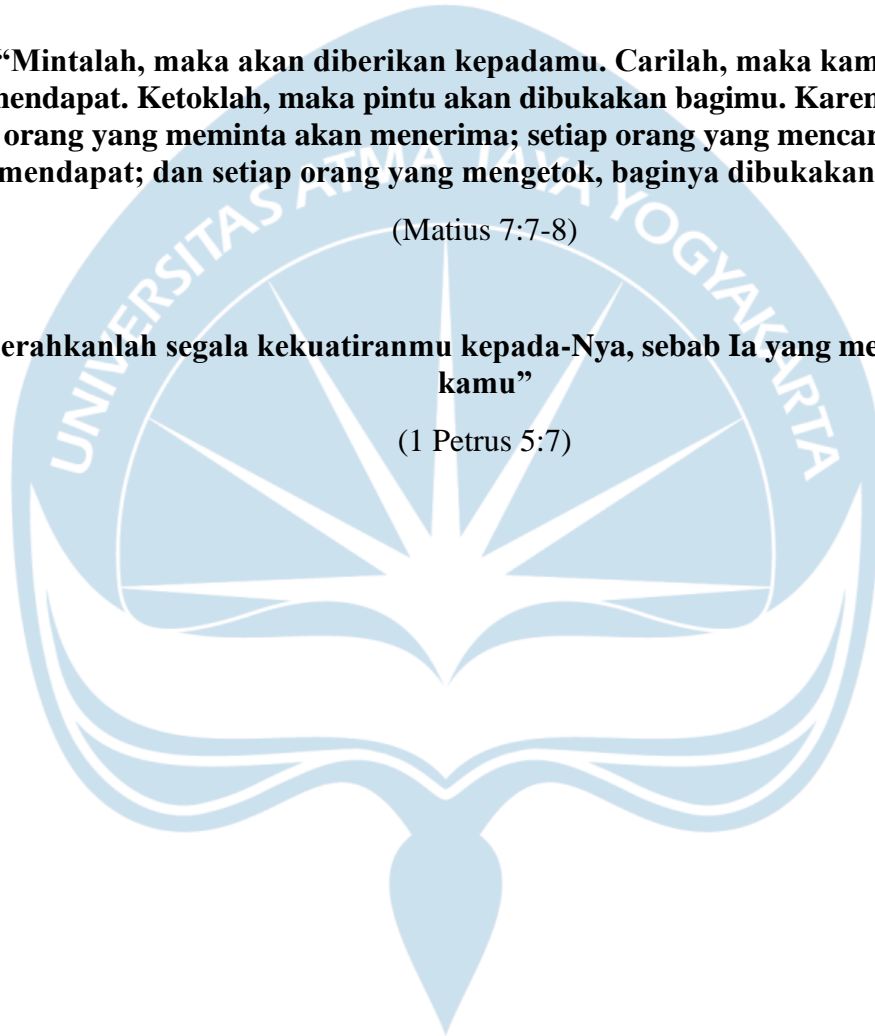 “Mintalah, maka akan diberikan kepadamu. Carilah, maka kam
mendapat. Ketoklah, maka pintu akan dibukakan bagimu. Karen
orang yang meminta akan menerima; setiap orang yang mencar
mendapat; dan setiap orang yang mengetok, baginya dibukakan
(Matius 7:7-8)
erahkanlah segala kekuatiranmu kepada-Nya, sebab Ia yang me
kamu”
(1 Petrus 5:7)
UNIVERSITAS ATMA JAYA YOGYAKARTA